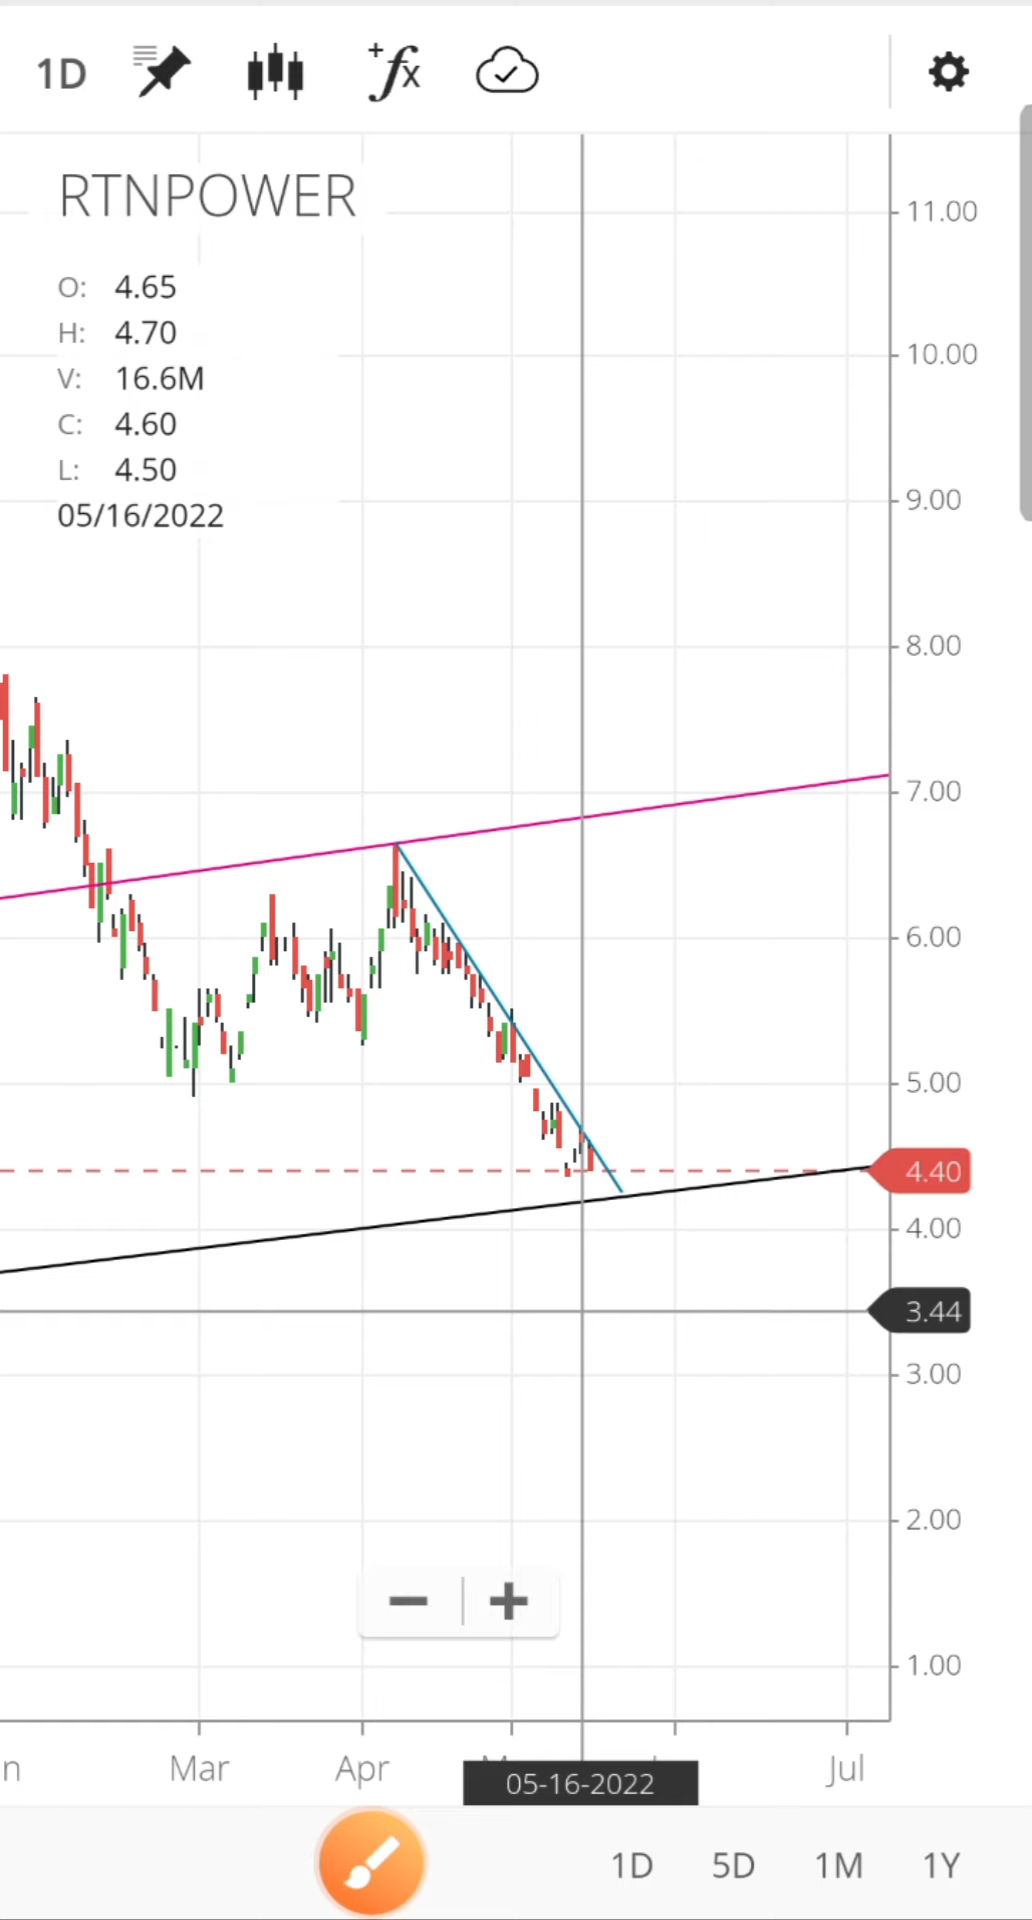 1D
+fx
RTNPOWER
O: 4.65
H: 4.70
V: 16.6M
C: 4.60
L: 4.50
05/16/2022
11.00
10.00
9.00
8.00
7.00
6.00
5.00
4.40
4.00
3.44
3.00
2.00
1.00
n Mar Apr 05-16-2022 Jul
1D 5D 1M 1Y